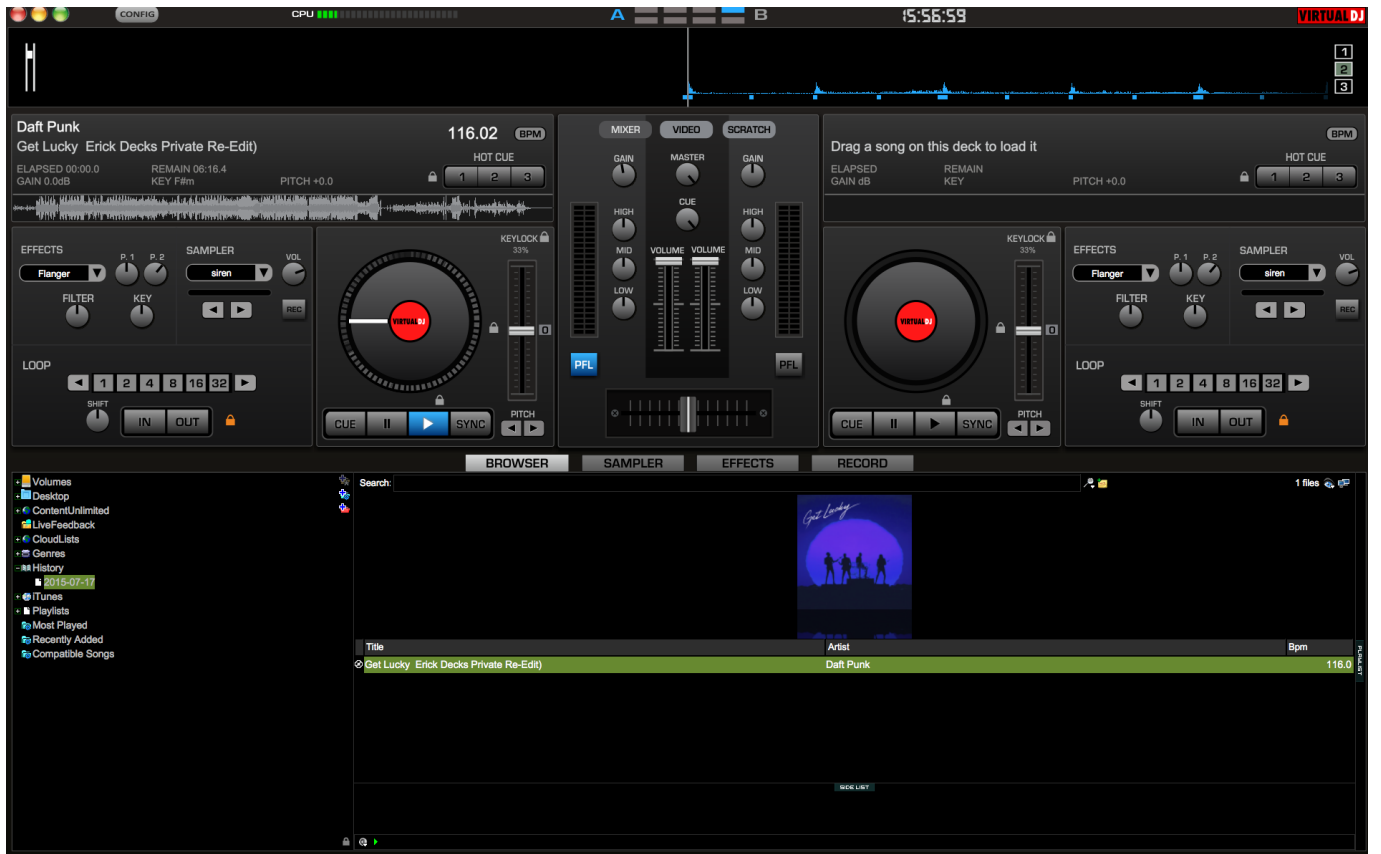 CONFIG CPU A B 15:56:59 VIRTUAL DJ
1
2
3
Daft Punk
116.02 BPM
Get Lucky Erick Decks Private Re-Edit)
ELAPSED 00:00.0 REMAIN 06:16.4 HOT CUE
GAIN 0.0dB KEY F#m PITCH +0.0 1 2 3
MIXER VIDEO SCRATCH
GAIN MASTER GAIN
CUE
HIGH HIGH
MID VOLUME VOLUME MID
LOW LOW
PFL PFL
BPM
Drag a song on this deck to load it
ELAPSED REMAIN HOT CUE
GAIN dB KEY PITCH +0.0 1 2 3
EFFECTS P. 1 P. 2 SAMPLER VOL
Flanger siren
FILTER KEY REC
LOOP
1 2 4 8 16 32
SHIFT IN OUT
KEYLOCK
33%
VIRTUAL DJ
0
CUE SYNC PITCH
KEYLOCK
33%
VIRTUAL DJ
0
CUE SYNC PITCH
EFFECTS P. 1 P. 2 SAMPLER VOL
Flanger siren
FILTER KEY REC
LOOP
1 2 4 8 16 32
SHIFT IN OUT
BROWSER SAMPLER EFFECTS RECORD
Volumes
Desktop
ContentUnlimited
LiveFeedback
CloudLists
Genres
History
2015-07-17
iTunes
Playlists
Most Played
Recently Added
Compatible Songs
Search: 1 files
Get Lucky
Title Artist Bpm
Get Lucky Erick Decks Private Re-Edit) Daft Punk 116.0
PLAYLIST
SIDE LIST